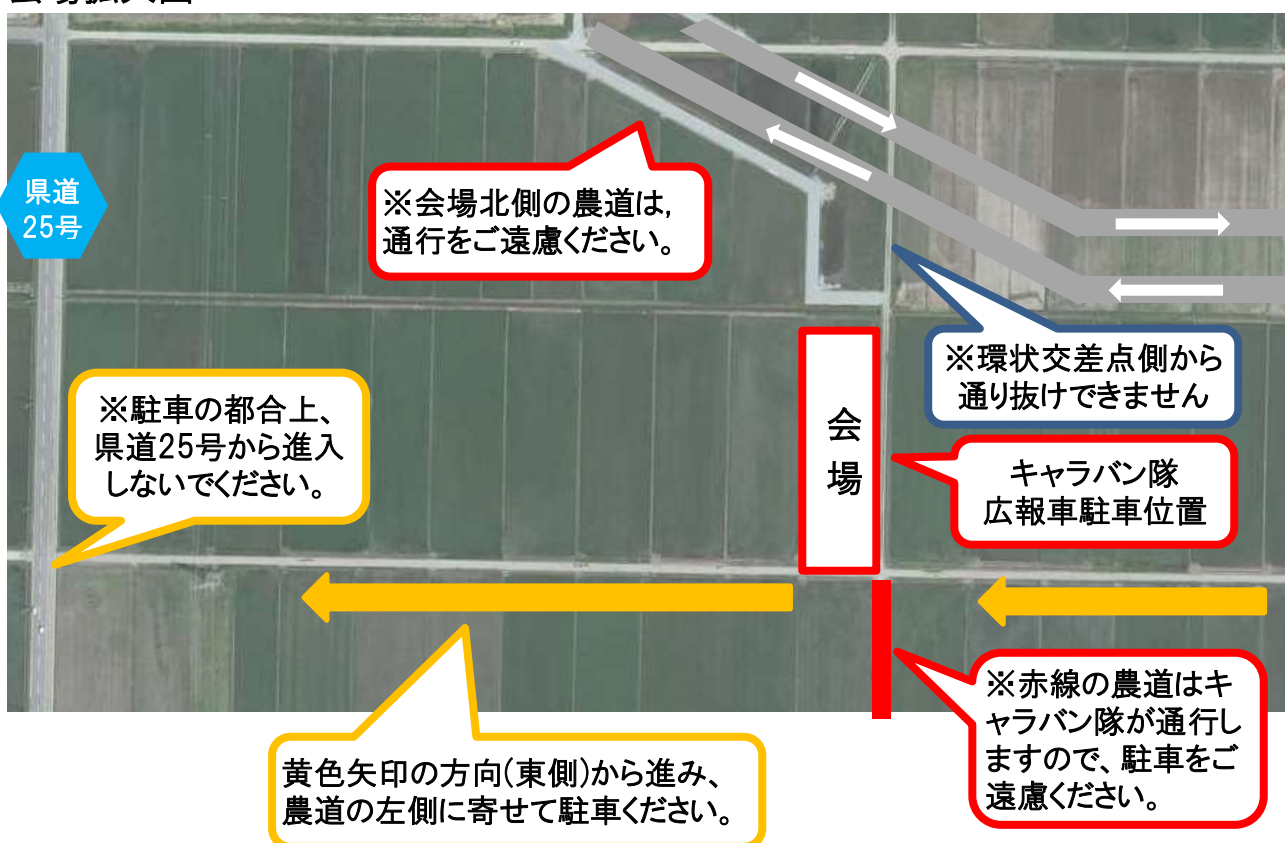 県道
25号
※会場北側の農道は,
通行をご遠慮ください。
※環状交差点側から
通り抜けできません
※駐車の都合上、
県道25号から進入
しないでください。
会
場
キャラバン隊
広報車駐車位置
※赤線の農道はキ
ャラバン隊が通行し
ますので、駐車をご
遠慮ください。
黄色矢印の方向(東側)から進み、
農道の左側に寄せて駐車ください。